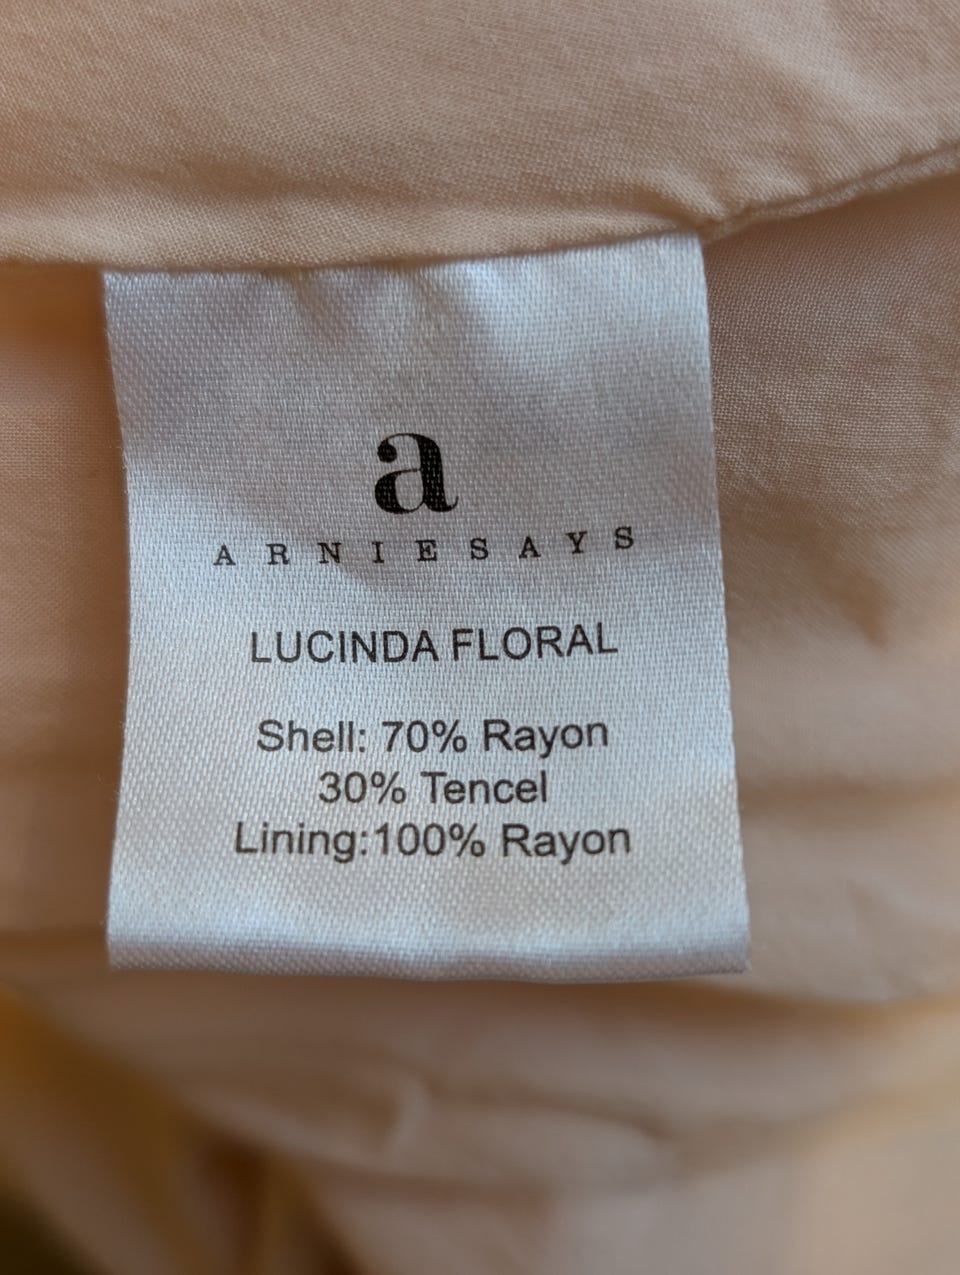 a
ARNIESAYS
LUCINDA FLORAL
Shell: 70% Rayon
30% Tencel
Lining:100% Rayon